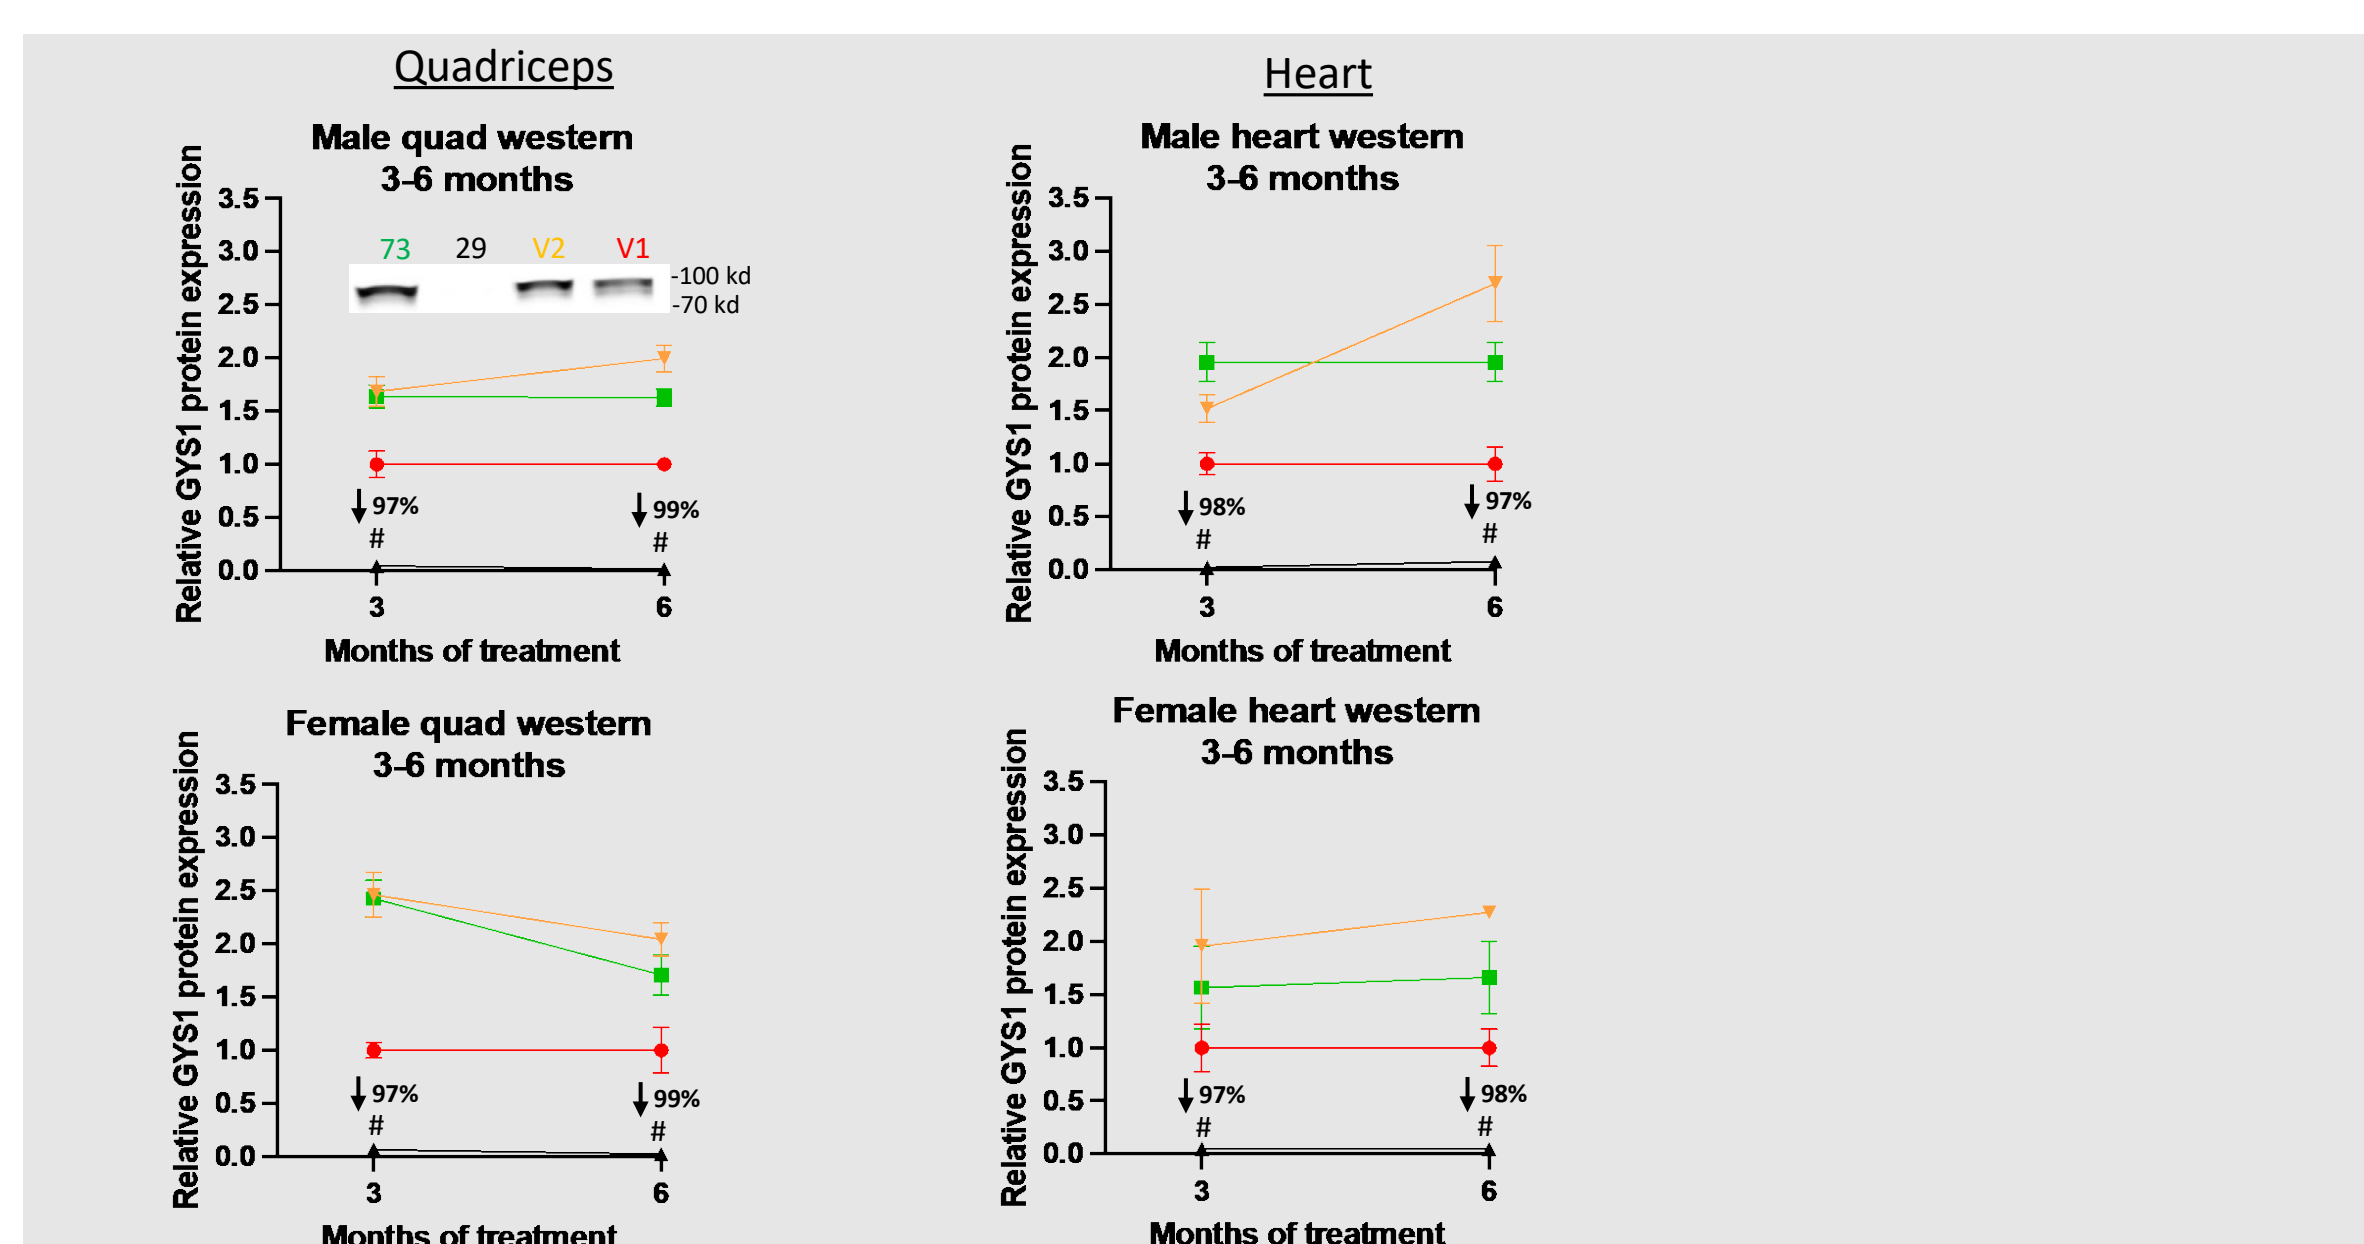 Quadriceps
Heart
Male quad western
3-6 months
Relative GYS1 protein expression
3.5
3.0
2.5
2.0
1.5
1.0
0.5
0.0
73 29 V2 V1
-100 kd
-70 kd
97%
#
99%
#
3 6
Months of treatment
Male heart western
3-6 months
Relative GYS1 protein expression
3.5
3.0
2.5
2.0
1.5
1.0
0.5
0.0
98%
#
97%
#
3 6
Months of treatment
Female quad western
3-6 months
Relative GYS1 protein expression
3.5
3.0
2.5
2.0
1.5
1.0
0.5
0.0
97%
#
99%
#
3 6
Months of treatment
Female heart western
3-6 months
Relative GYS1 protein expression
3.5
3.0
2.5
2.0
1.5
1.0
0.5
0.0
97%
#
98%
#
3 6
Months of treatment